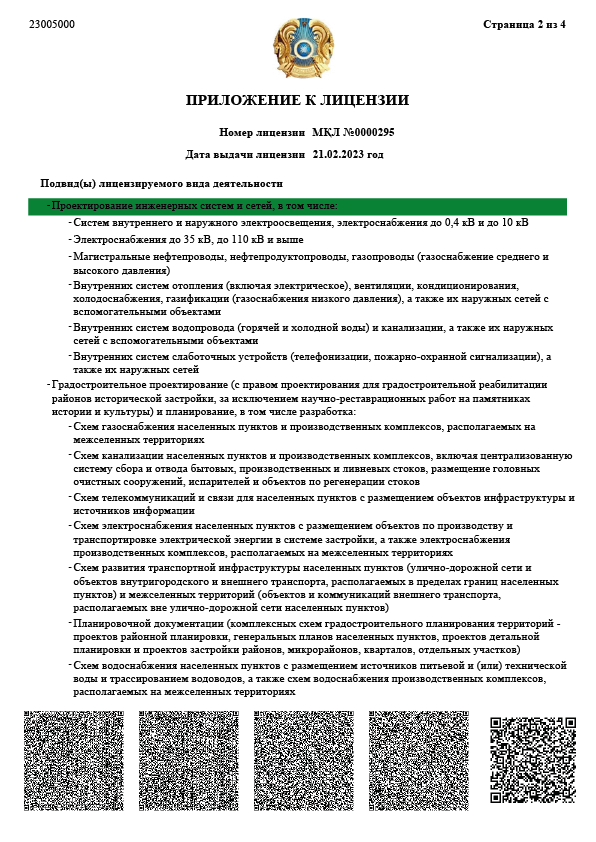 23005000
Страница 2 из 4
ПРИЛОЖЕНИЕ К ЛИЦЕНЗИИ
Номер лицензии МҚЛ №0000295
Дата выдачи лицензии 21.02.2023 год
Подвид(ы) лицензируемого вида деятельности
- Проектирование инженерных систем и сетей, в том числе:
- Систем внутреннего и наружного электроосвещения, электроснабжения до 0,4 кВ и до 10 кВ
- Электроснабжения до 35 кВ, до 110 кВ и выше
- Магистральные нефтепроводы, нефтепродуктопроводы, газопроводы (газоснабжение среднего и
высокого давления)
- Внутренних систем отопления (включая электрическое), вентиляции, кондиционирования,
холодоснабжения, газификации (газоснабжения низкого давления), а также их наружных сетей с
вспомогательными объектами
- Внутренних систем водопровода (горячей и холодной воды) и канализации, а также их наружных
сетей с вспомогательными объектами
- Внутренних систем слаботочных устройств (телефонизации, пожарно-охранной сигнализации), а
также их наружных сетей
- Градостроительное проектирование (с правом проектирования для градостроительной реабилитации
районов исторической застройки, за исключением научно-реставрационных работ на памятниках
истории и культуры) и планирование, в том числе разработка:
- Схем газоснабжения населенных пунктов и производственных комплексов, располагаемых на
межселенных территориях
- Схем канализации населенных пунктов и производственных комплексов, включая централизованную
систему сбора и отвода бытовых, производственных и ливневых стоков, размещение головных
очистных сооружений, испарителей и объектов по регенерации стоков
- Схем телекоммуникаций и связи для населенных пунктов с размещением объектов инфраструктуры и
источников информации
- Схем электроснабжения населенных пунктов с размещением объектов по производству и
транспортировке электрической энергии в системе застройки, а также электроснабжения
производственных комплексов, располагаемых на межселенных территориях
- Схем развития транспортной инфраструктуры населенных пунктов (улично-дорожной сети и
объектов внутригородского и внешнего транспорта, располагаемых в пределах границ населенных
пунктов) и межселенных территорий (объектов и коммуникаций внешнего транспорта,
располагаемых вне улично-дорожной сети населенных пунктов)
- Планировочной документации (комплексных схем градостроительного планирования территорий -
проектов районной планировки, генеральных планов населенных пунктов, проектов детальной
планировки и проектов застройки районов, микрорайонов, кварталов, отдельных участков)
- Схем водоснабжения населенных пунктов с размещением источников питьевой и (или) технической
воды и трассированием водоводов, а также схем водоснабжения производственных комплексов,
располагаемых на межселенных территориях